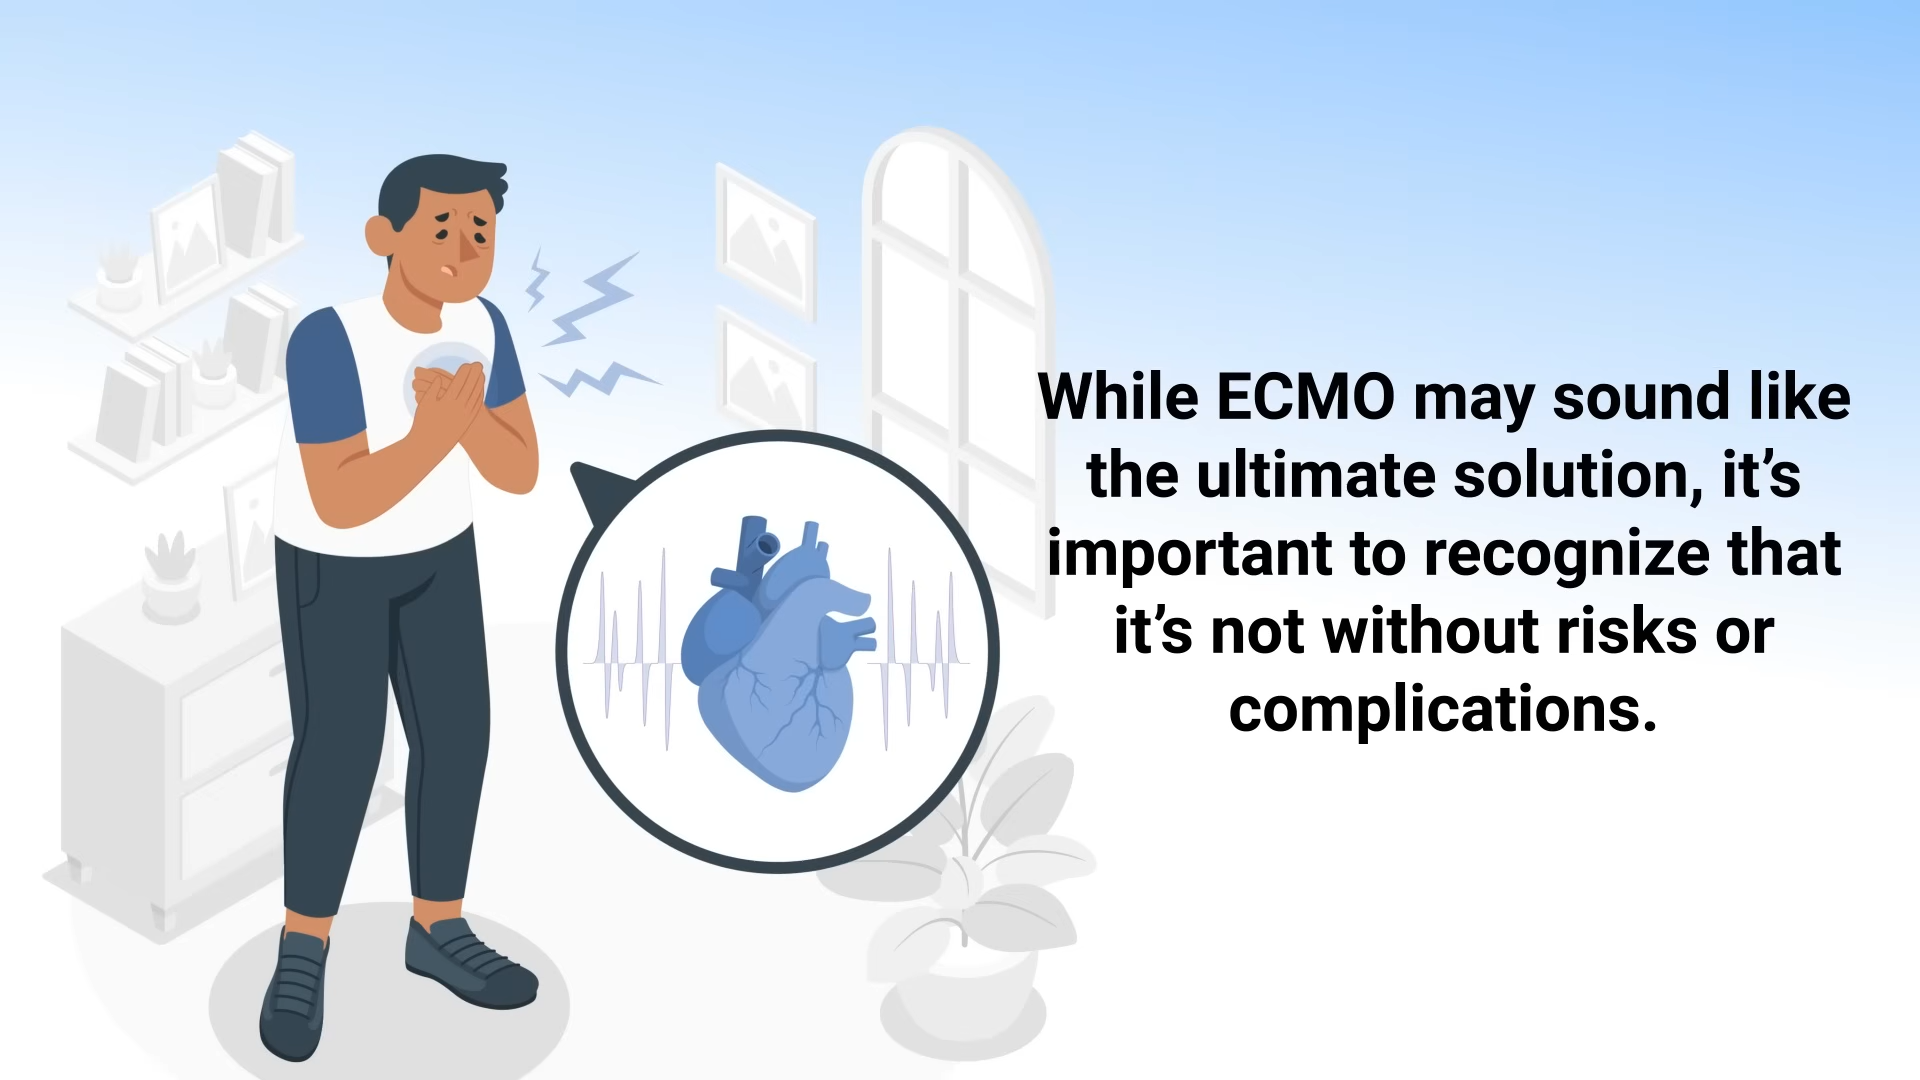 While ECMO may sound like
the ultimate solution, it’s
important to recognize that
it’s not without risks or
complications.